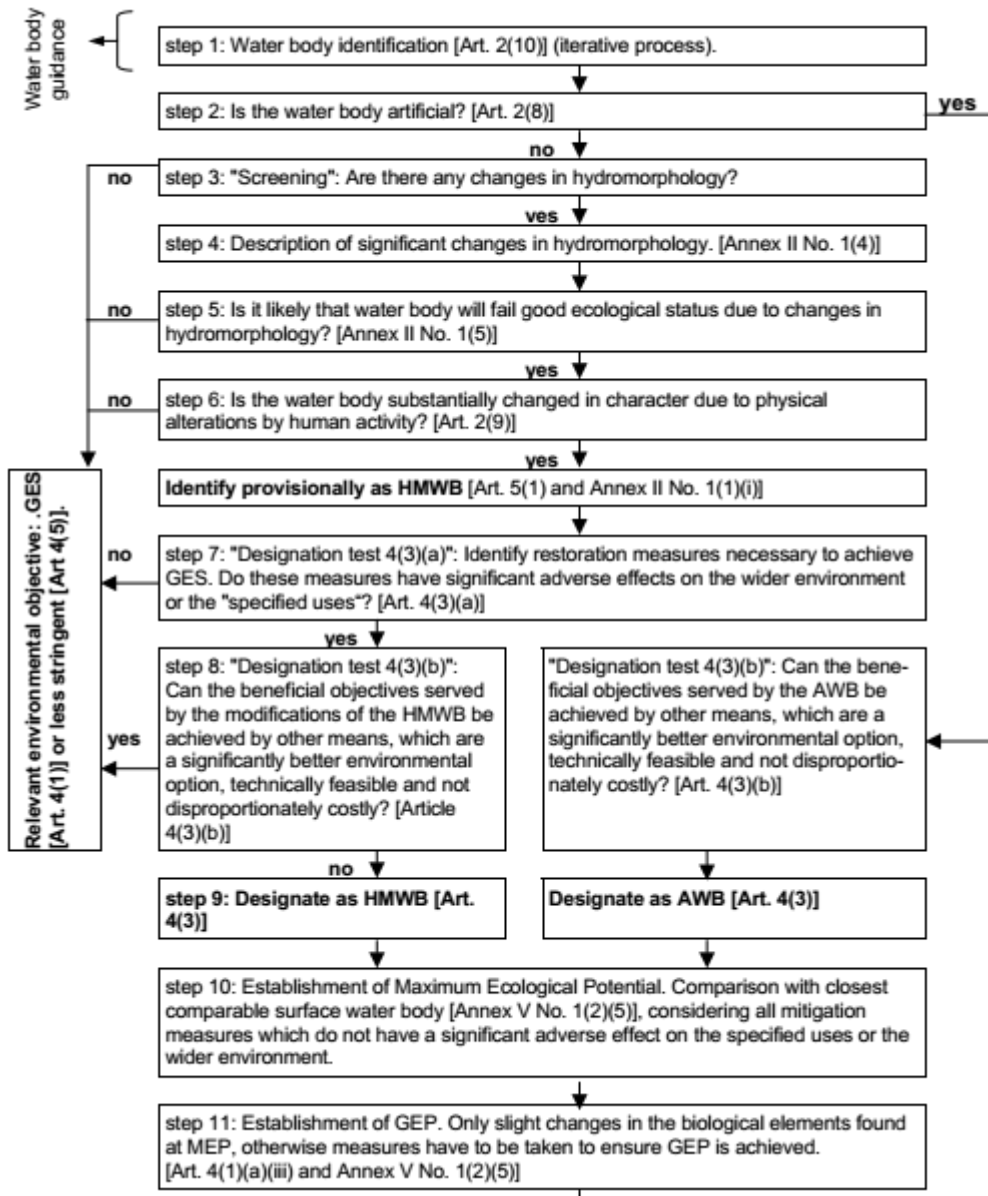 Water body
guidance
step 1: Water body identification [Art. 2(10)] (iterative process).
step 2: Is the water body artificial? [Art. 2(8)]
yes
no
no
step 3: "Screening": Are there any changes in hydromorphology?
yes
step 4: Description of significant changes in hydromorphology. [Annex II No. 1(4)]
no
step 5: Is it likely that water body will fail good ecological status due to changes in
hydromorphology? [Annex II No. 1(5)]
yes
no
step 6: Is the water body substantially changed in character due to physical
alterations by human activity? [Art. 2(9)]
yes
Relevant environmental objective: .GES
[Art. 4(1)] or less stringent [Art 4(5)].
Identify provisionally as HMWB [Art. 5(1) and Annex II No. 1(1)(i)]
no
step 7: "Designation test 4(3)(a)": Identify restoration measures necessary to achieve
GES. Do these measures have significant adverse effects on the wider environment
or the "specified uses“? [Art. 4(3)(a)]
yes
step 8: "Designation test 4(3)(b)":
Can the beneficial objectives served
by the modifications of the HMWB be
achieved by other means, which are
a significantly better environmental
option, technically feasible and not
disproportionately costly? [Article
4(3)(b)]
yes
"Designation test 4(3)(b)": Can the bene-
ficial objectives served by the AWB be
achieved by other means, which are a
significantly better environmental option,
technically feasible and not disproportio-
nately costly? [Art. 4(3)(b)]
no
step 9: Designate as HMWB [Art.
4(3)]
Designate as AWB [Art. 4(3)]
step 10: Establishment of Maximum Ecological Potential. Comparison with closest
comparable surface water body [Annex V No. 1(2)(5)], considering all mitigation
measures which do not have a significant adverse effect on the specified uses or the
wider environment.
step 11: Establishment of GEP. Only slight changes in the biological elements found
at MEP, otherwise measures have to be taken to ensure GEP is achieved.
[Art. 4(1)(a)(iii) and Annex V No. 1(2)(5)]